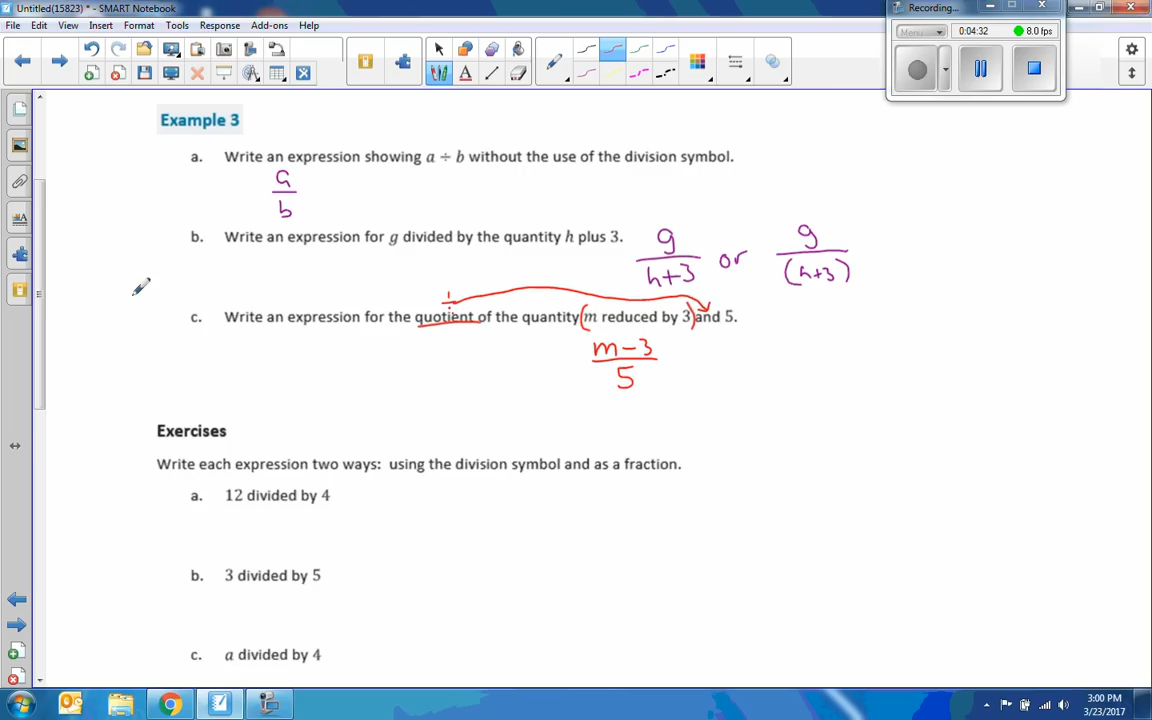 Untitled(15823) * - SMART Notebook
File Edit View Insert Format Tools Response Add-ons Help
Recording...
Menu 0:04:32 8.0 fps
Example 3
a. Write an expression showing a ÷ b without the use of the division symbol.
a
b
b. Write an expression for g divided by the quantity h plus 3.
g or g
h+3 (h+3)
÷
c. Write an expression for the quotient of the quantity (m reduced by 3) and 5.
m-3
5
Exercises
Write each expression two ways: using the division symbol and as a fraction.
a. 12 divided by 4
b. 3 divided by 5
c. a divided by 4
3:00 PM
3/23/2017